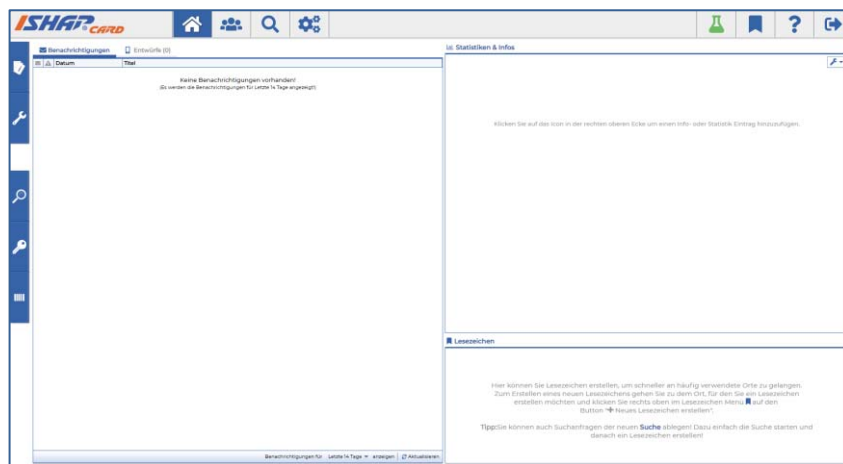 ISHAP CARD
Benachrichtigungen
Entwürfe (0)
Datum
Titel
Keine Benachrichtigungen vorhanden!
(Es werden die Benachrichtigungen für Letzte 14 Tage angezeigt!)
Benachrichtigungen für Letzte 14 Tage anzeigen Aktualisieren
Statistiken & Infos
Klicken Sie auf das Icon in der rechten oberen Ecke um einen Info- oder Statistik Eintrag hinzuzufügen.
Lesezeichen
Hier können Sie Lesezeichen erstellen, um schneller an häufig verwendete Orte zu gelangen.
Zum Erstellen eines neuen Lesezeichens gehen Sie zu dem Ort, für den Sie ein Lesezeichen
erstellen möchten und klicken Sie rechts oben im Lesezeichen Menü auf den
Button "+ Neues Lesezeichen erstellen".
Tipp:Sie können auch Suchanfragen der neuen Suche ablegen! Dazu einfach die Suche starten und
danach ein Lesezeichen erstellen!